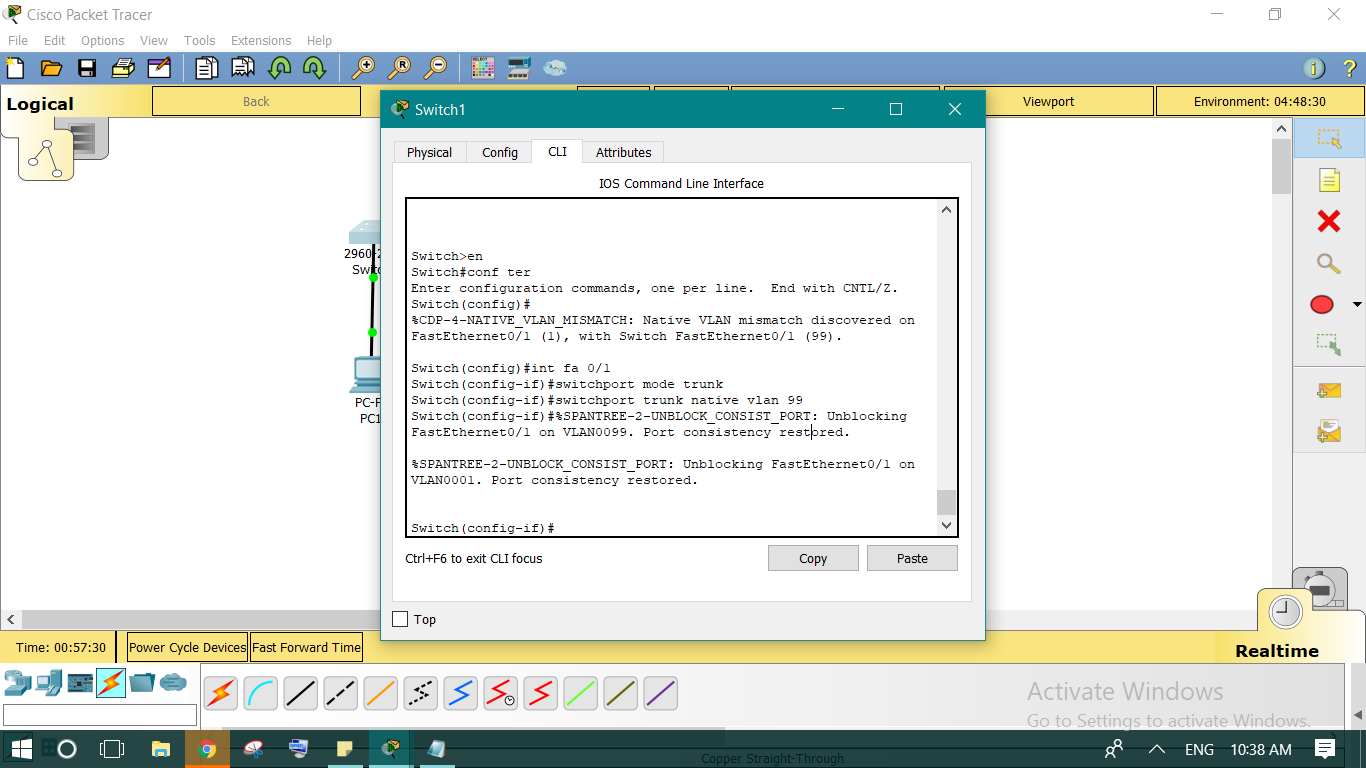 Cisco Packet Tracer
File Edit Options View Tools Extensions Help
Logical
Back
Viewport
Environment: 04:48:30
Switch1
Physical Config CLI Attributes
IOS Command Line Interface
Switch>en
Switch#conf ter
Enter configuration commands, one per line.  End with CNTL/Z.
Switch(config)#
%CDP-4-NATIVE_VLAN_MISMATCH: Native VLAN mismatch discovered on
FastEthernet0/1 (1), with Switch FastEthernet0/1 (99).
Switch(config)#int fa 0/1
Switch(config-if)#switchport mode trunk
Switch(config-if)#switchport trunk native vlan 99
Switch(config-if)#%SPANTREE-2-UNBLOCK_CONSIST_PORT: Unblocking
FastEthernet0/1 on VLAN0099. Port consistency restored.
%SPANTREE-2-UNBLOCK_CONSIST_PORT: Unblocking FastEthernet0/1 on
VLAN0001. Port consistency restored.
Switch(config-if)#
Ctrl+F6 to exit CLI focus
Copy
Paste
Top
2960-2
Swit
PC-P
PC1
Time: 00:57:30
Power Cycle Devices
Fast Forward Time
Realtime
Activate Windows
Go to Settings to activate Windows.
Copper Straight-Through
ENG
10:38 AM